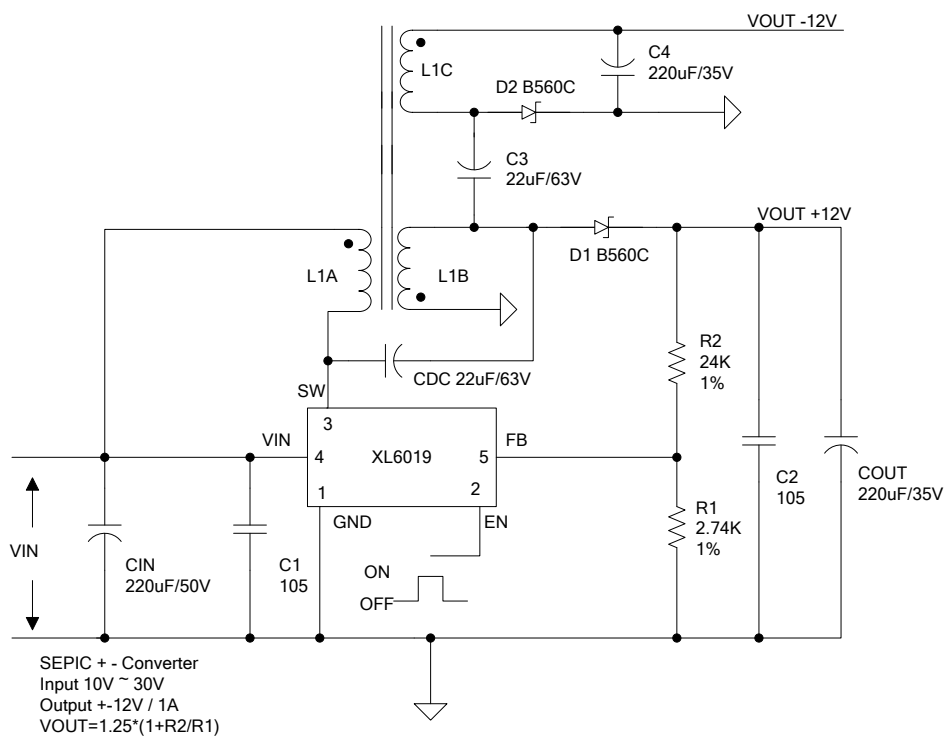 VOUT -12V
L1C
C4
220uF/35V
D2 B560C
C3
22uF/63V
VOUT +12V
L1A
L1B
D1 B560C
R2
24K
1%
CDC 22uF/63V
SW
3
VIN
4
XL6019
5
FB
1
2
GND
EN
C2
105
COUT
220uF/35V
R1
2.74K
1%
VIN
CIN
220uF/50V
C1
105
ON
OFF
SEPIC + - Converter
Input 10V ~ 30V
Output +-12V / 1A
VOUT=1.25*(1+R2/R1)